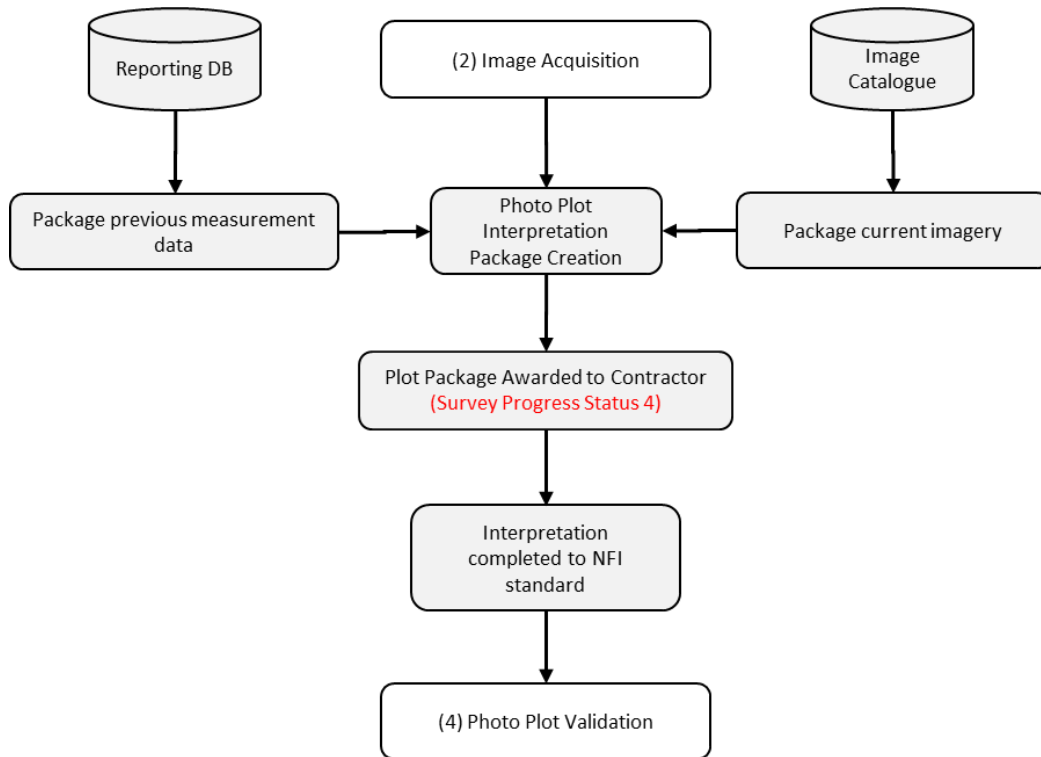 Reporting DB
(2) Image Acquisition
Image
Catalogue
Package previous measurement
data
Photo Plot
Interpretation
Package Creation
Package current imagery
Plot Package Awarded to Contractor
(Survey Progress Status 4)
Interpretation
completed to NFI
standard
(4) Photo Plot Validation